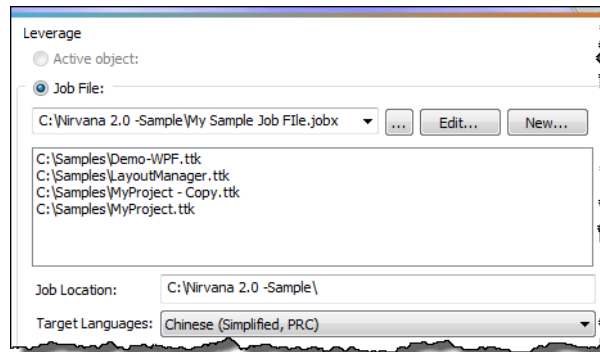 Leverage
Active object:
Job File:
C:\Nirvana 2.0 -Sample\My Sample Job FIle.jobx
... Edit... New...
C:\Samples\Demo-WPF.ttk
C:\Samples\LayoutManager.ttk
C:\Samples\MyProject - Copy.ttk
C:\Samples\MyProject.ttk
Job Location: C:\Nirvana 2.0 -Sample\
Target Languages: Chinese (Simplified, PRC)